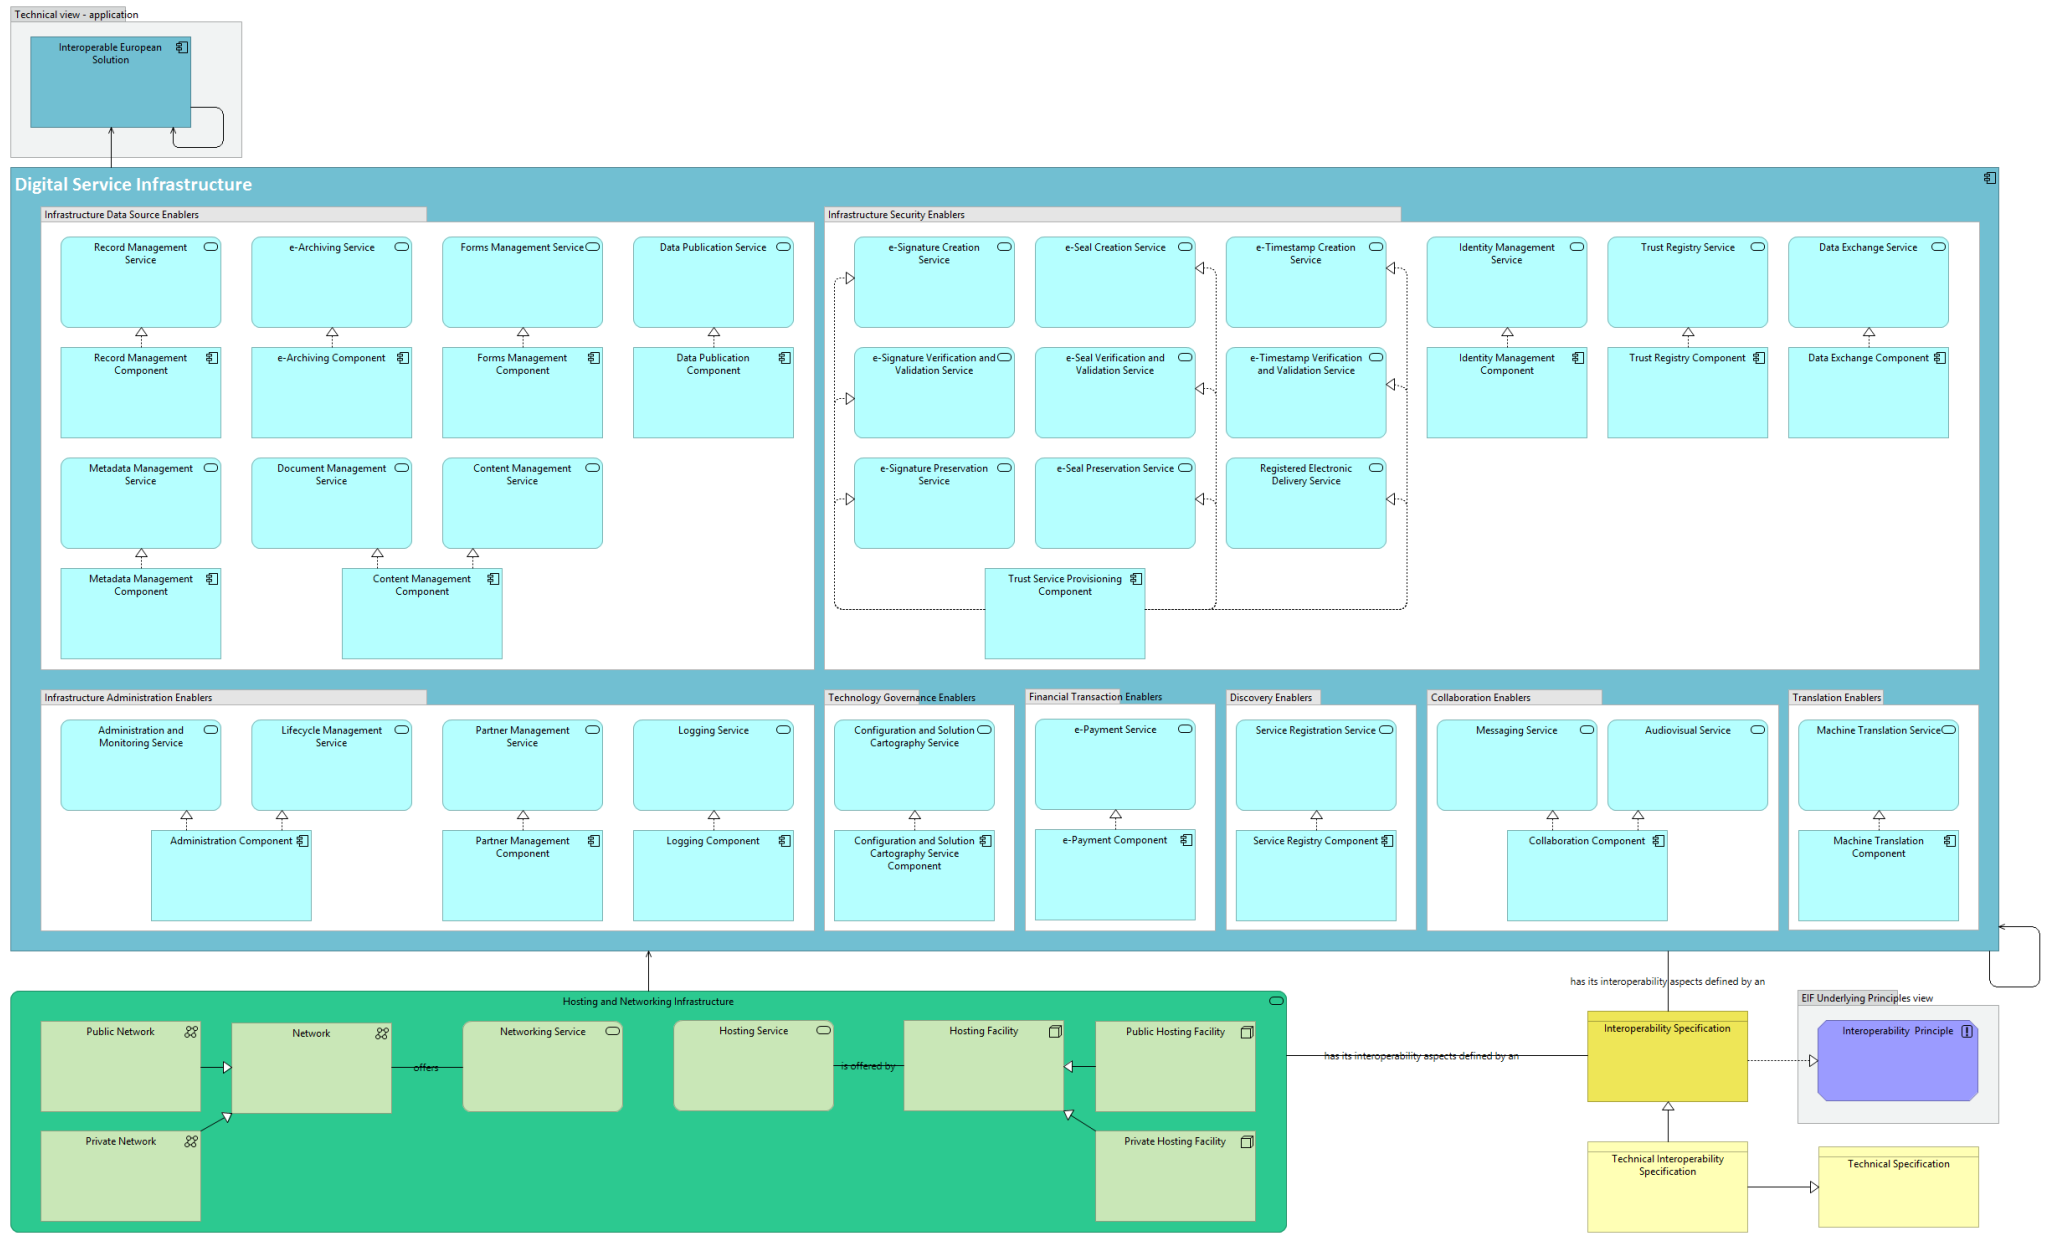 Technical view - application
Interoperable European
Solution
Digital Service Infrastructure
Infrastructure Data Source Enablers
Record Management
Service
e-Archiving Service
Forms Management Service
Data Publication Service
Record Management
Component
e-Archiving Component
Forms Management
Component
Data Publication
Component
Metadata Management
Service
Document Management
Service
Content Management
Service
Metadata Management
Component
Content Management
Component
Infrastructure Security Enablers
e-Signature Creation
Service
e-Seal Creation Service
e-Timestamp Creation
Service
Identity Management
Service
Trust Registry Service
Data Exchange Service
e-Signature Verification and
Validation Service
e-Seal Verification and
Validation Service
e-Timestamp Verification
and Validation Service
Identity Management
Component
Trust Registry Component
Data Exchange Component
e-Signature Preservation
Service
e-Seal Preservation Service
Registered Electronic
Delivery Service
Trust Service Provisioning
Component
Infrastructure Administration Enablers
Administration and
Monitoring Service
Lifecycle Management
Service
Partner Management
Service
Logging Service
Administration Component
Partner Management
Component
Logging Component
Technology Governance Enablers
Configuration and Solution
Cartography Service
Configuration and Solution
Cartography Service
Component
Financial Transaction Enablers
e-Payment Service
e-Payment Component
Discovery Enablers
Service Registration Service
Service Registry Component
Collaboration Enablers
Messaging Service
Audiovisual Service
Collaboration Component
Translation Enablers
Machine Translation Service
Machine Translation
Component
Hosting and Networking Infrastructure
Public Network
Network
Networking Service
Hosting Service
Hosting Facility
Public Hosting Facility
offers
is offered by
Private Network
Private Hosting Facility
has its interoperability aspects defined by an
has its interoperability aspects defined by an
Interoperability Specification
EIF Underlying Principles view
Interoperability  Principle
Technical Interoperability
Specification
Technical Specification